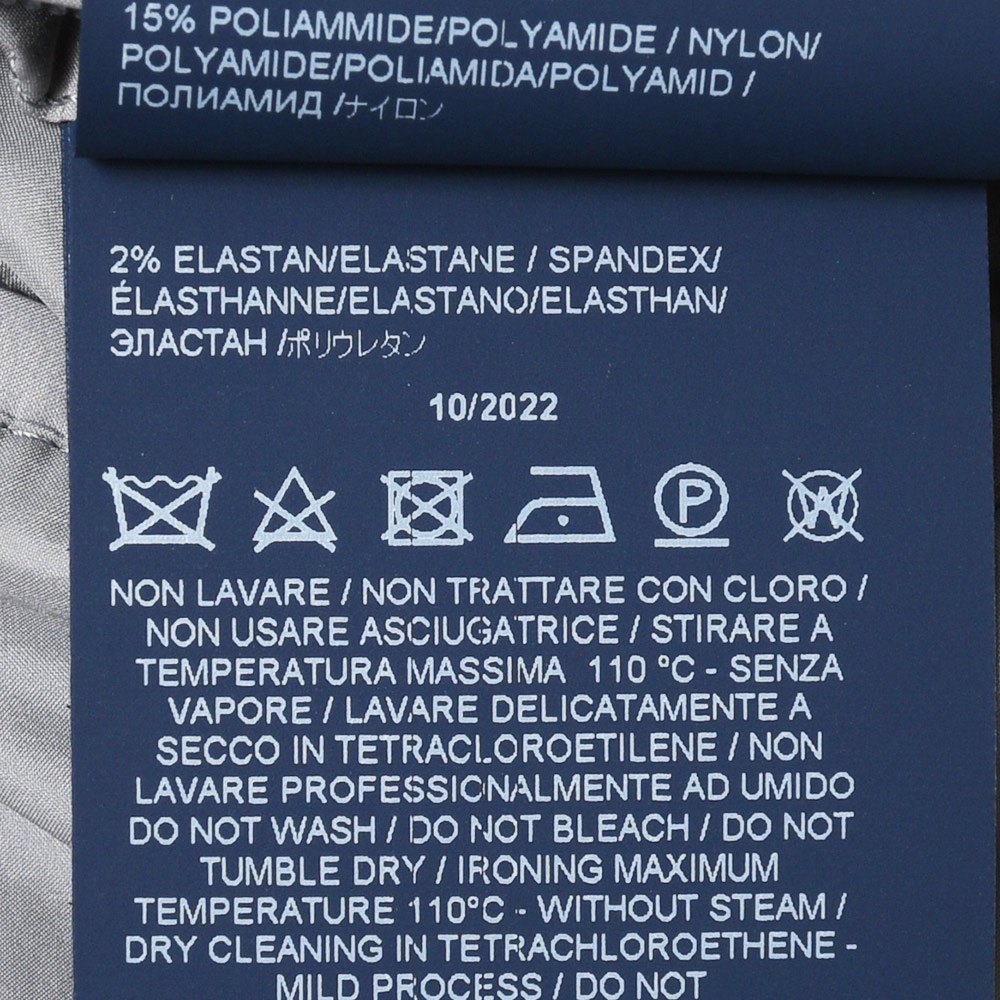 15% POLIAMMIDE/POLYAMIDE / NYLON/
POLYAMIDE/POLIAMIDA/POLYAMID /
ПОЛИАМИД /ナイロン
2% ELASTAN/ELASTANE / SPANDEX/
ÉLASTHANNE/ELASTANO/ELASTHAN/
ЭЛАСТАН /ポリウレタン
10/2022
P W
NON LAVARE / NON TRATTARE CON CLORO /
NON USARE ASCIUGATRICE / STIRARE A
TEMPERATURA MASSIMA 110 °C - SENZA
VAPORE / LAVARE DELICATAMENTE A
SECCO IN TETRACLOROETILENE / NON
LAVARE PROFESSIONALMENTE AD UMIDO
DO NOT WASH / DO NOT BLEACH / DO NOT
TUMBLE DRY / IRONING MAXIMUM
TEMPERATURE 110°C - WITHOUT STEAM /
DRY CLEANING IN TETRACHLOROETHENE -
MILD PROCESS / DO NOT